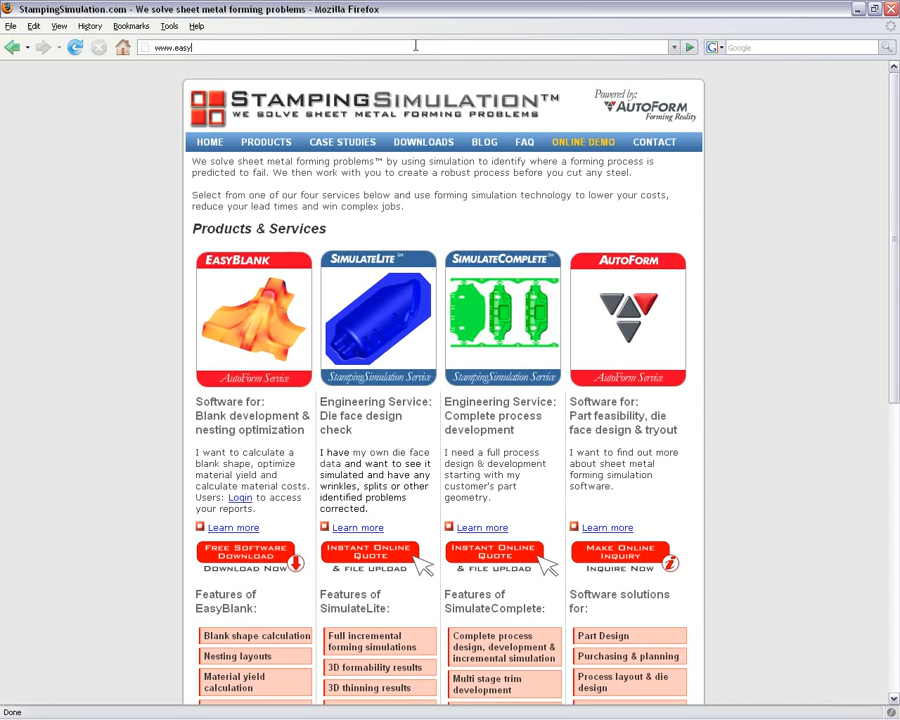 StampingSimulation.com - We solve sheet metal forming problems - Mozilla Firefox
File Edit View History Bookmarks Tools Help
www.easy
Google
STAMPINGSIMULATION™
WE SOLVE SHEET METAL FORMING PROBLEMS
Powered by:
AUTOFORM
Forming Reality
HOME PRODUCTS CASE STUDIES DOWNLOADS BLOG FAQ ONLINE DEMO CONTACT
We solve sheet metal forming problems™ by using simulation to identify where a forming process is
predicted to fail. We then work with you to create a robust process before you cut any steel.
Select from one of our four services below and use forming simulation technology to lower your costs,
reduce your lead times and win complex jobs.
Products & Services
EASYBLANK
AutoForm Service
Software for:
Blank development &
nesting optimization
I want to calculate a
blank shape, optimize
material yield and
calculate material costs.
Users: Login to access
your reports.
Learn more
FREE SOFTWARE
DOWNLOAD
DOWNLOAD NOW
Features of
EasyBlank:
Blank shape calculation
Nesting layouts
Material yield
calculation
SIMULATELITE SM
StampingSimulation Service
Engineering Service:
Die face design
check
I have my own die face
data and want to see it
simulated and have any
wrinkles, splits or other
identified problems
corrected.
Learn more
INSTANT ONLINE
QUOTE
& FILE UPLOAD
Features of
SimulateLite:
Full incremental
forming simulations
3D formability results
3D thinning results
SIMULATECOMPLETE SM
StampingSimulation Service
Engineering Service:
Complete process
development
I need a full process
design & development
starting with my
customer's part
geometry.
Learn more
INSTANT ONLINE
QUOTE
& FILE UPLOAD
Features of
SimulateComplete:
Complete process
design, development &
incremental simulation
Multi stage trim
development
AUTOFORM
AutoForm Service
Software for:
Part feasibility, die
face design & tryout
I want to find out more
about sheet metal
forming simulation
software.
Learn more
MAKE ONLINE
INQUIRY
INQUIRE NOW
Software solutions
for:
Part Design
Purchasing & planning
Process layout & die
design
Done